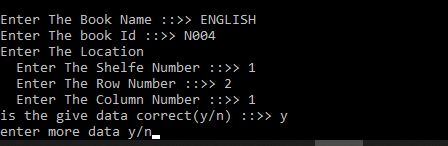 Enter The Book Name ::>> ENGLISH
Enter The book Id ::>> N004
Enter The Location
  Enter The Shelfe Number ::>> 1
  Enter The Row Number ::>> 2
  Enter The Column Number ::>> 1
is the give data correct(y/n) ::>> y
enter more data y/n